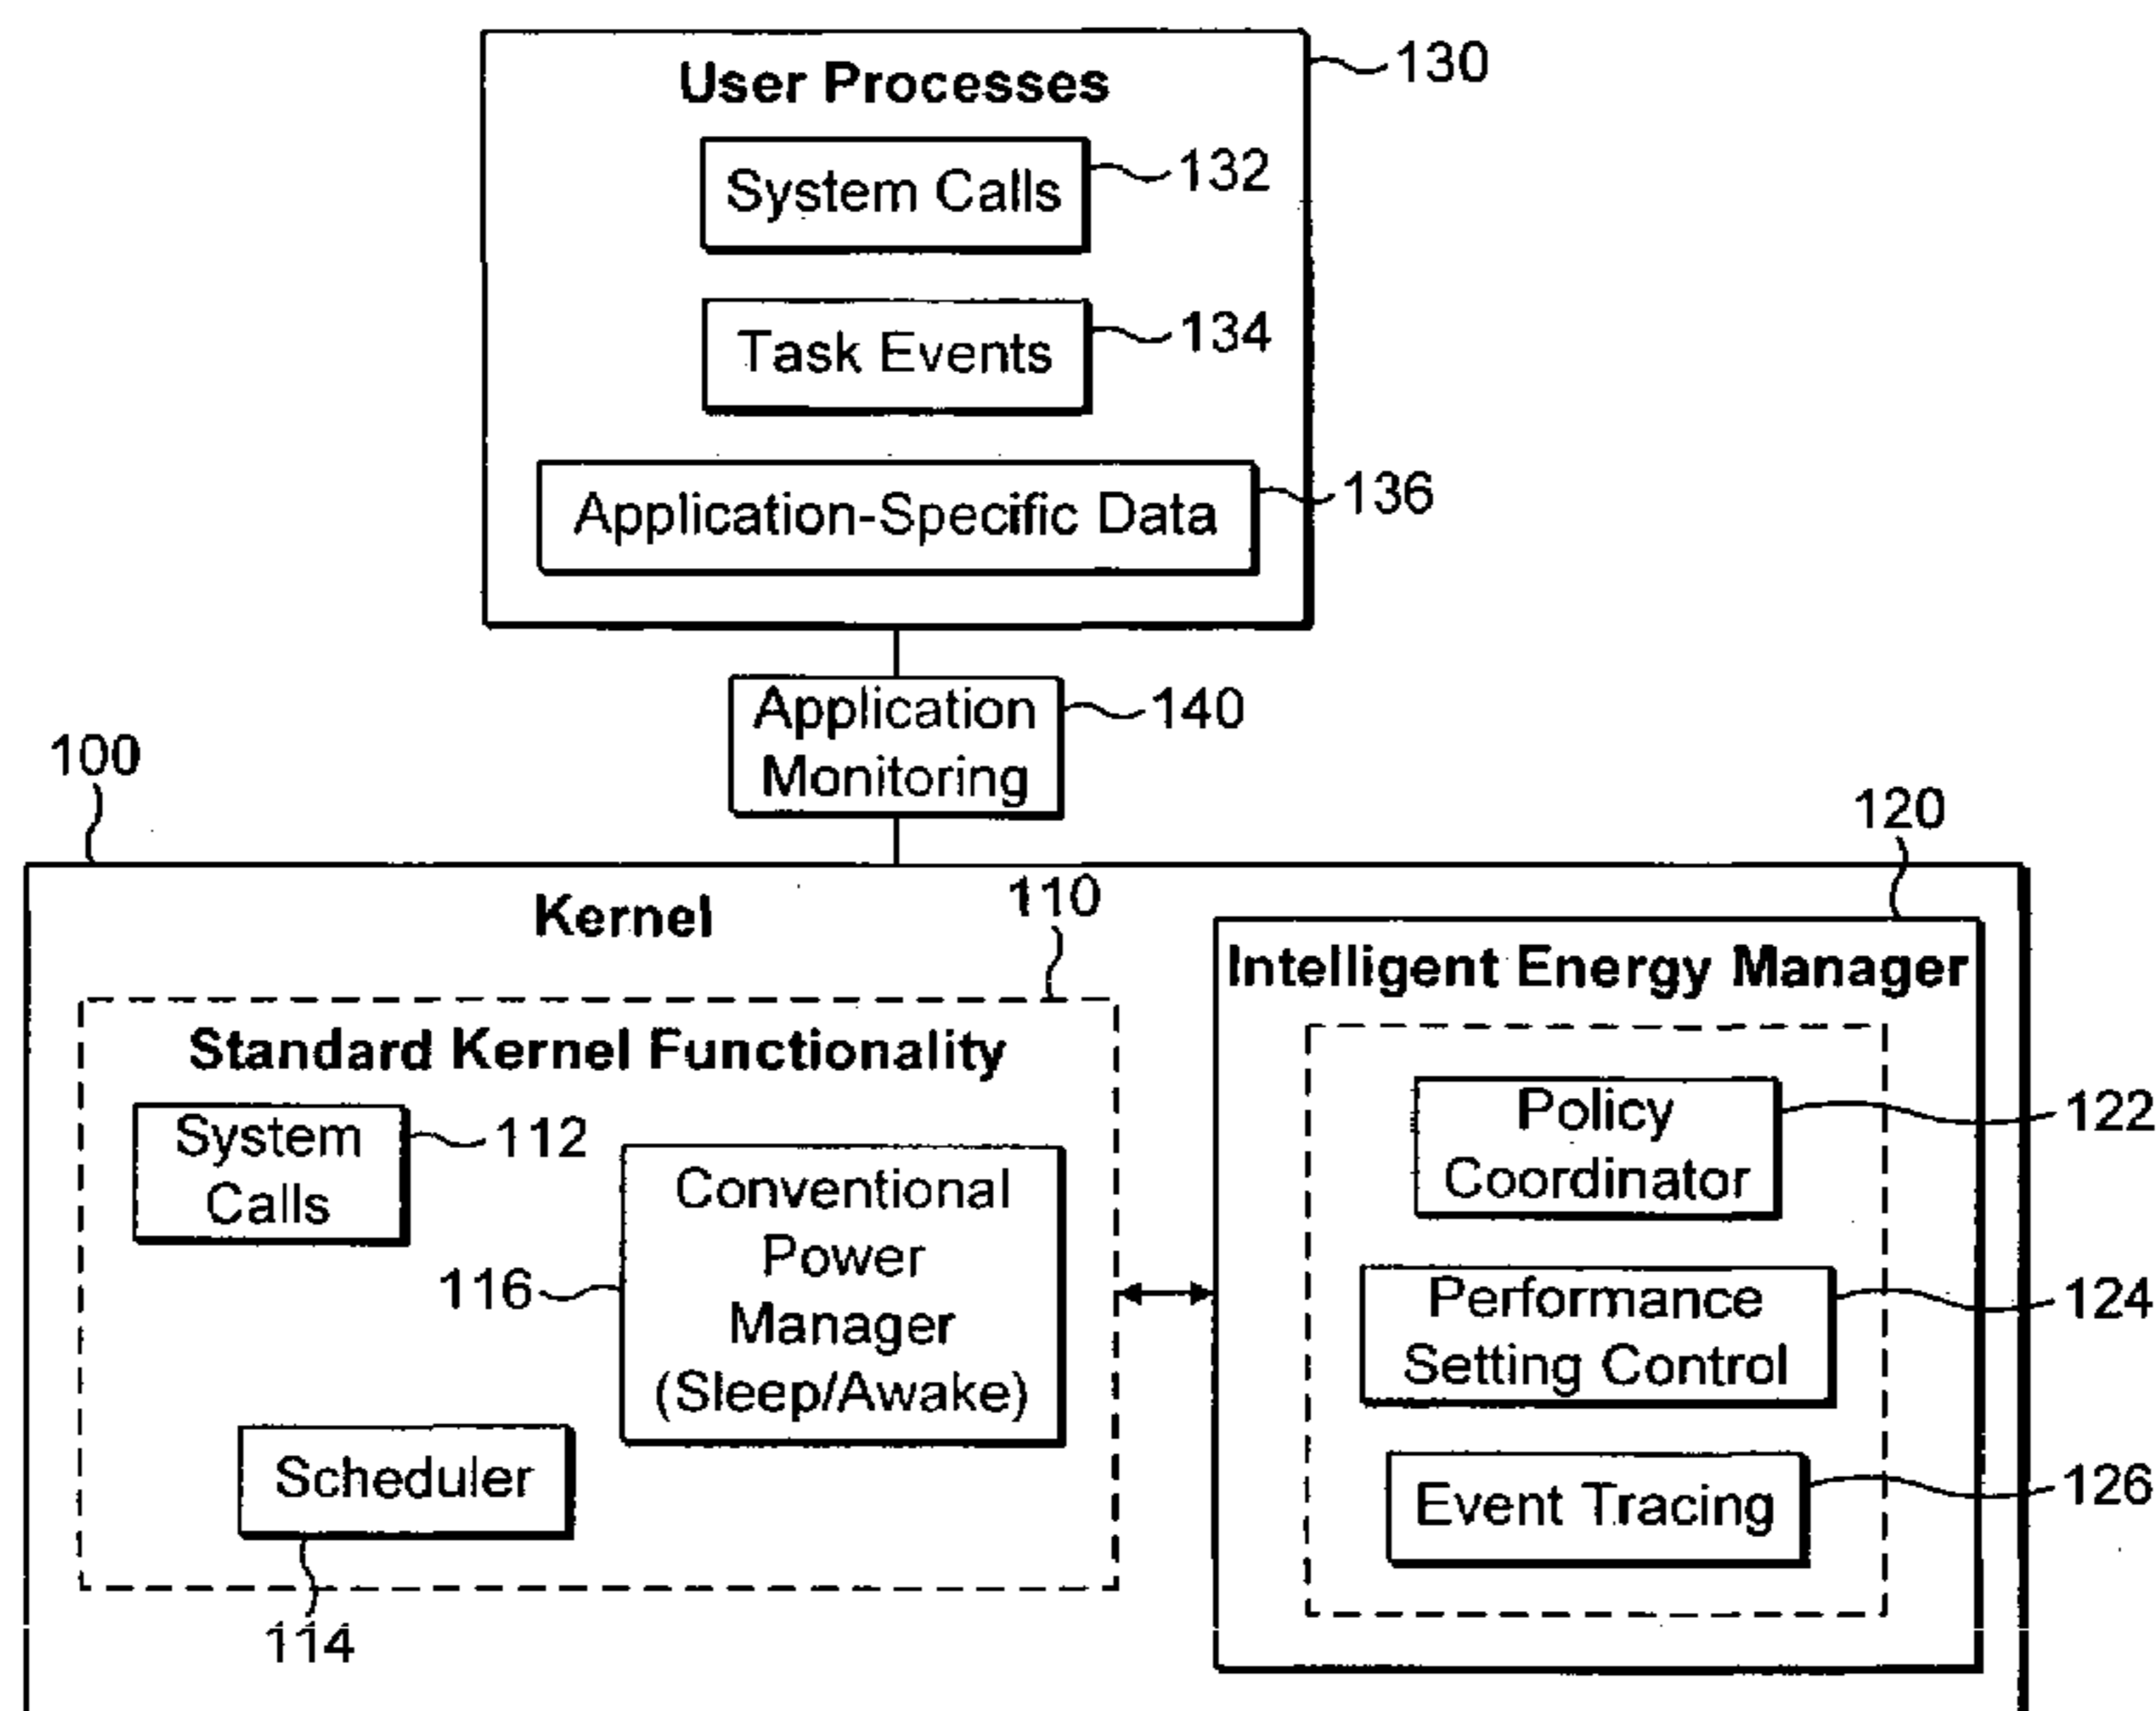 User Processes
130
System Calls
132
Task Events
134
Application-Specific Data
136
Application
Monitoring
140
100
120
Kernel
110
Intelligent Energy Manager
Standard Kernel Functionality
System
Calls
112
Conventional
Power
Manager
(Sleep/Awake)
116
Scheduler
114
Policy
Coordinator
122
Performance
Setting Control
124
Event Tracing
126